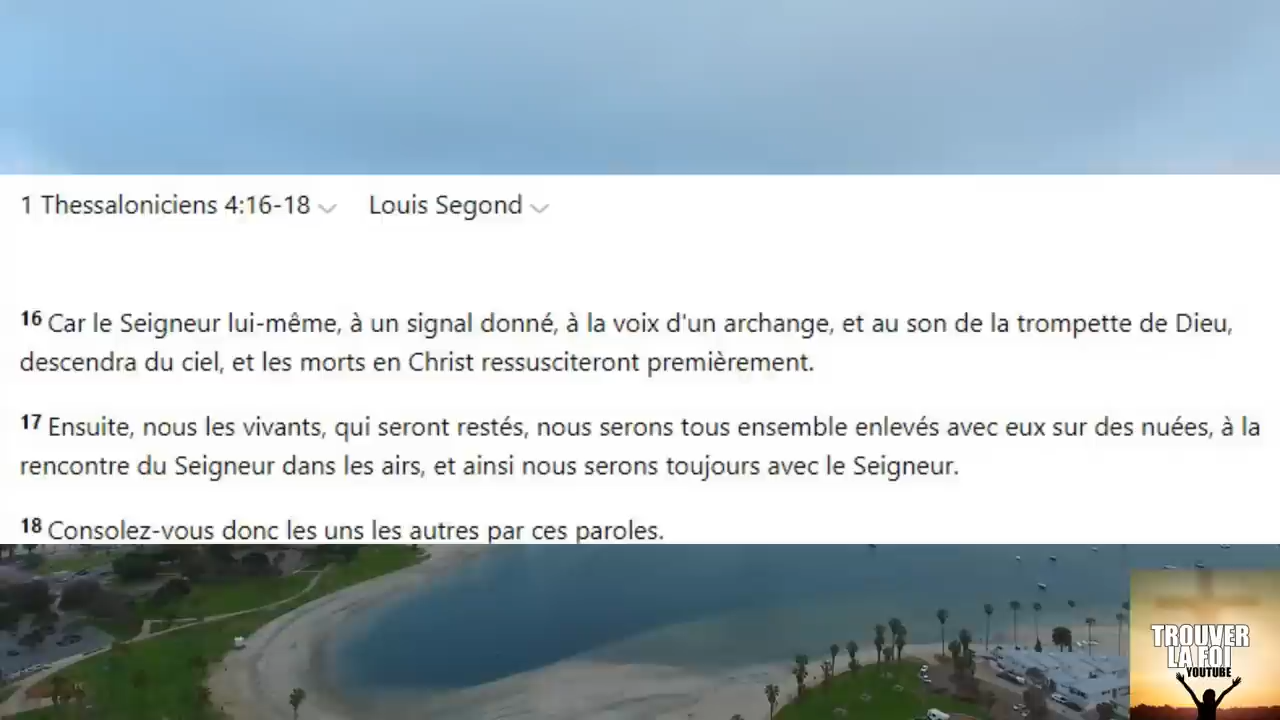 1 Thessaloniciens 4:16-18 Louis Segond
16 Car le Seigneur lui-même, à un signal donné, à la voix d'un archange, et au son de la trompette de Dieu,
descendra du ciel, et les morts en Christ ressusciteront premièrement.
17 Ensuite, nous les vivants, qui seront restés, nous serons tous ensemble enlevés avec eux sur des nuées, à la
rencontre du Seigneur dans les airs, et ainsi nous serons toujours avec le Seigneur.
18 Consolez-vous donc les uns les autres par ces paroles.
TROUVER
LA FOI
YOUTUBE